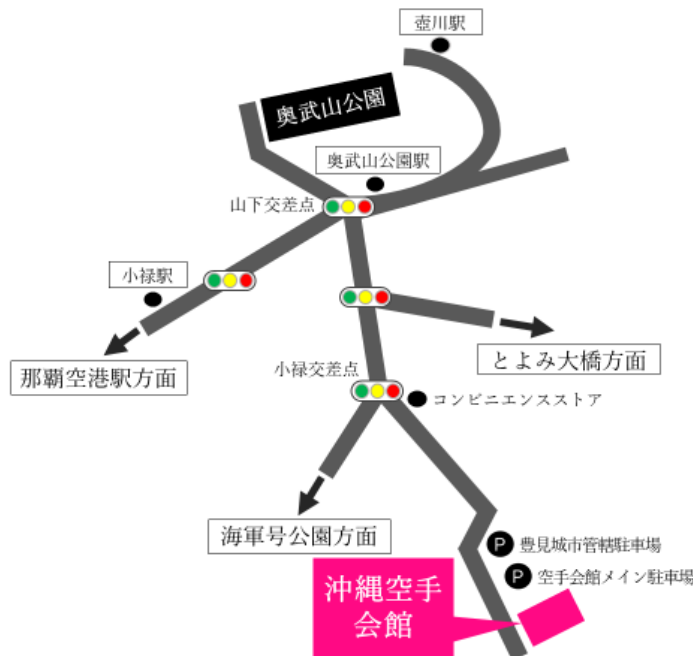 壺川駅
奥武山公園
奥武山公園駅
山下交差点
小禄駅
那覇空港駅方面
とよみ大橋方面
小禄交差点
コンビニエンスストア
海軍号公園方面
P 豊見城市管轄駐車場
P 空手会館メイン駐車場
沖縄空手
会館